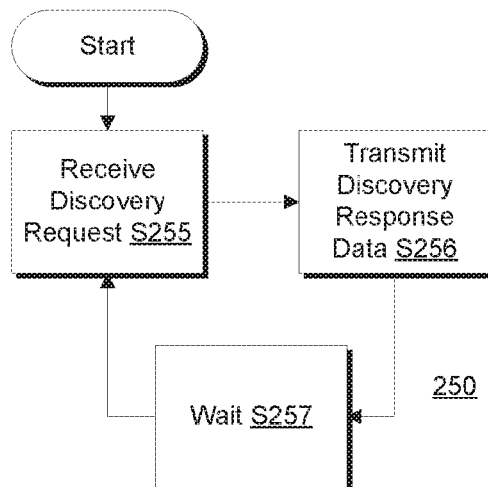 Start
Receive
Discovery
Request S255
Transmit
Discovery
Response
Data S256
Wait S257
250